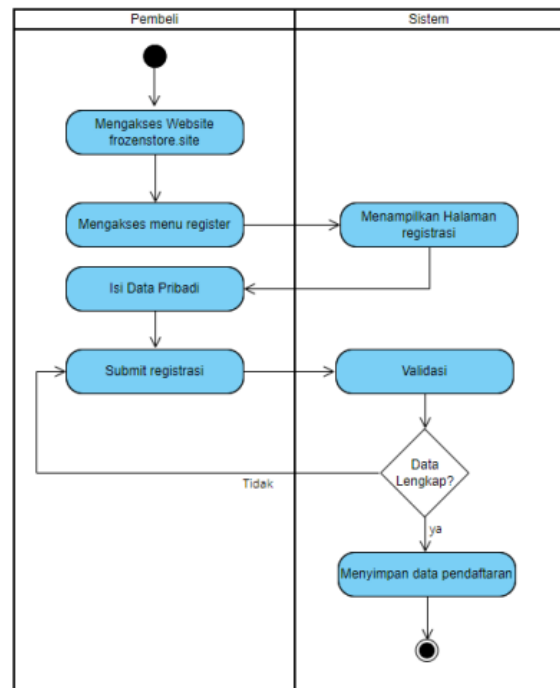 Pembeli
Sistem
Mengakses Website
frozenstore.site
Mengakses menu register
Menampilkan Halaman
registrasi
Isi Data Pribadi
Submit registrasi
Validasi
Data
Lengkap?
Tidak
ya
Menyimpan data pendaftaran